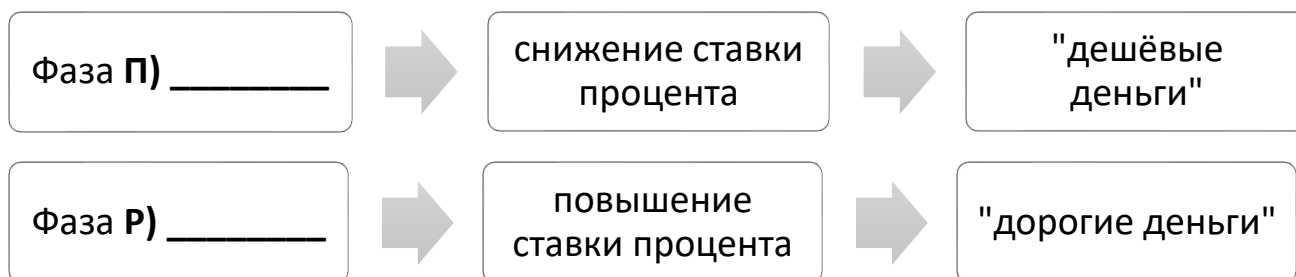 Фаза П) ________
снижение ставки
процента
"дешёвые
деньги"
Фаза Р) ________
повышение
ставки процента
"дорогие деньги"